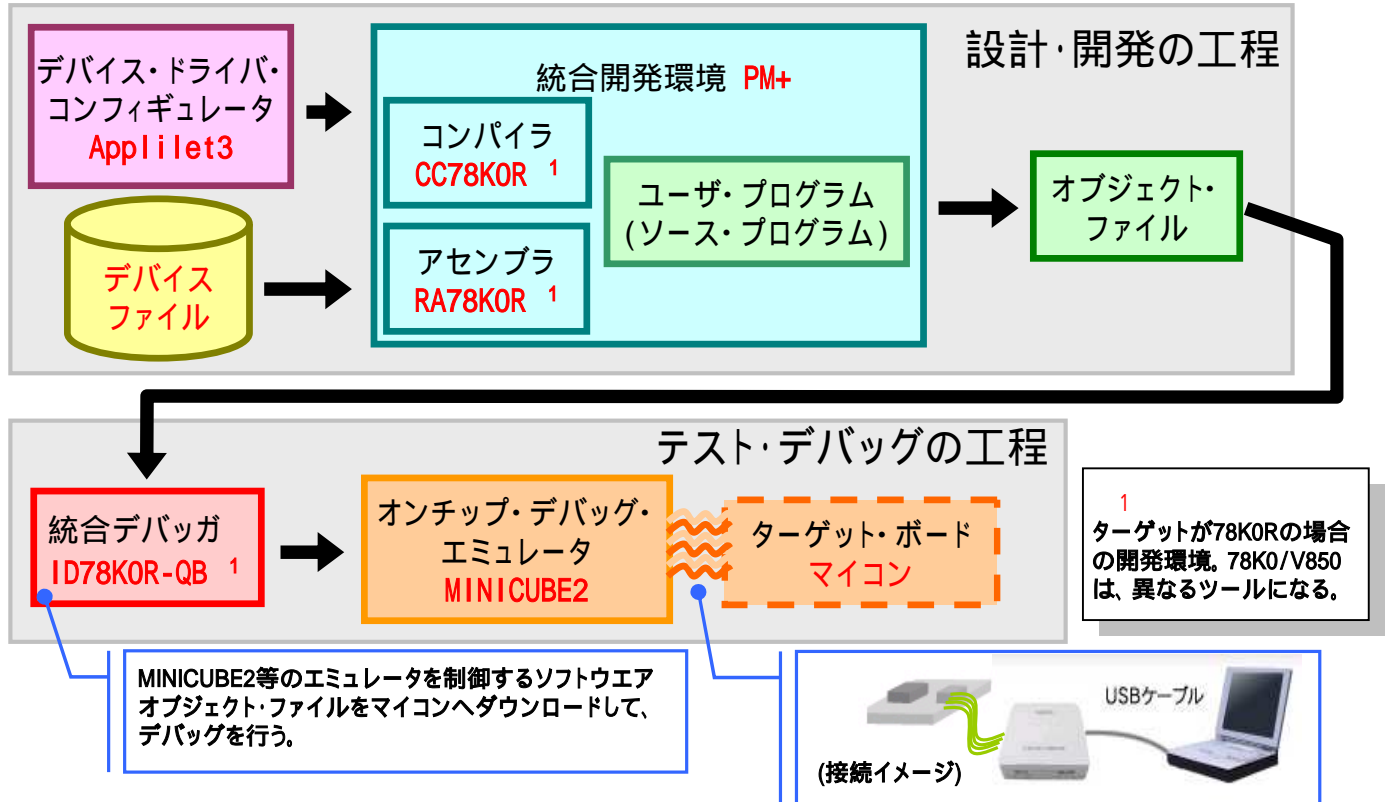 設計・開発の工程
デバイス・ドライバ・
コンフィギュレータ
Applilet3
デバイス
ファイル
統合開発環境 PM+
コンパイラ
CC78K0R 1
アセンブラ
RA78K0R 1
ユーザ・プログラム
(ソース・プログラム)
オブジェクト・
ファイル
テスト・デバッグの工程
統合デバッガ
ID78K0R-QB 1
オンチップ・デバッグ・
エミュレータ
MINICUBE2
ターゲット・ボード
マイコン
1
ターゲットが78K0Rの場合
の開発環境。78K0/V850
は、異なるツールになる。
MINICUBE2等のエミュレータを制御するソフトウエア
オブジェクト・ファイルをマイコンへダウンロードして、
デバッグを行う。
USBケーブル
(接続イメージ)